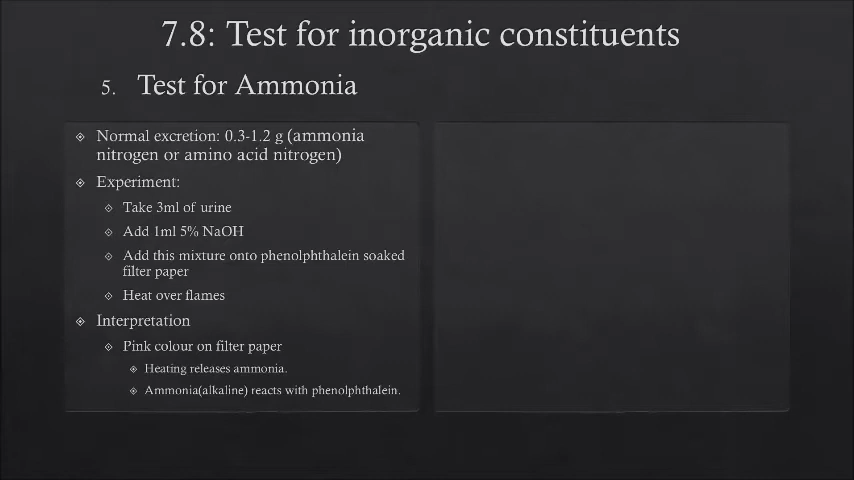 7.8: Test for inorganic constituents
5. Test for Ammonia
Normal excretion: 0.3-1.2 g (ammonia
nitrogen or amino acid nitrogen)
Experiment:
Take 3ml of urine
Add 1ml 5% NaOH
Add this mixture onto phenolphthalein soaked
filter paper
Heat over flames
Interpretation
Pink colour on filter paper
Heating releases ammonia.
Ammonia(alkaline) reacts with phenolphthalein.